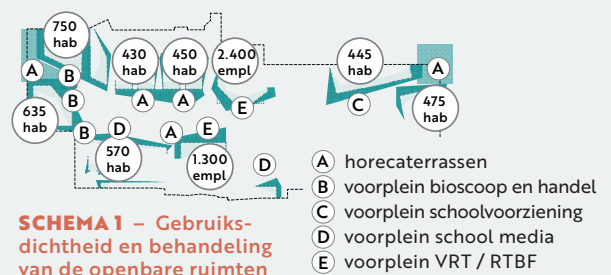 750
hab
430
hab
450
hab
2.400
empl
445
hab
A
B
A
A
A
B
E
C
635
hab
475
hab
B
D
A
E
570
hab
1.300
empl
D
A horecaterrassen
B voorplein bioscoop en handel
C voorplein schoolvoorziening
D voorplein school media
E voorplein VRT / RTBF
SCHEMA 1 – Gebruiks-
dichtheid en behandeling
van de openbare ruimten